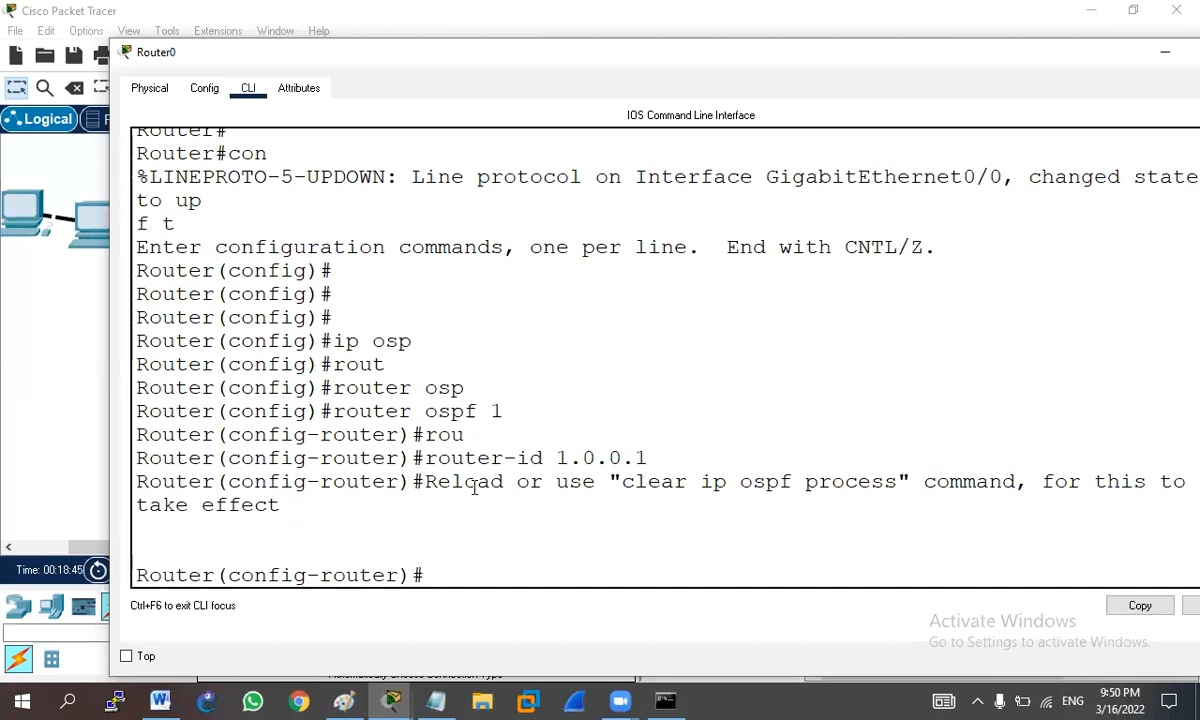 Cisco Packet Tracer
File Edit Options View Tools Extensions Window Help
Router0
Physical Config CLI Attributes
Logical
IOS Command Line Interface
Router#
Router#con
%LINEPROTO-5-UPDOWN: Line protocol on Interface GigabitEthernet0/0, changed state
to up
f t
Enter configuration commands, one per line. End with CNTL/Z.
Router(config)#
Router(config)#
Router(config)#
Router(config)#ip osp
Router(config)#rout
Router(config)#router osp
Router(config)#router ospf 1
Router(config-router)#rou
Router(config-router)#router-id 1.0.0.1
Router(config-router)#Reload or use "clear ip ospf process" command, for this to
take effect
Router(config-router)#
Time: 00:18:45
Ctrl+F6 to exit CLI focus
Copy
Activate Windows
Go to Settings to activate Windows.
Top
ENG
9:50 PM
3/16/2022